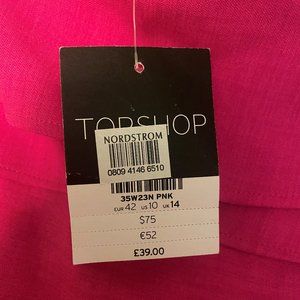 TOPSHOP
NORDSTROM
0809 4146 6510
35W23N PNK
EUR 42 US 10 UK 14
$75
€52
£39.00